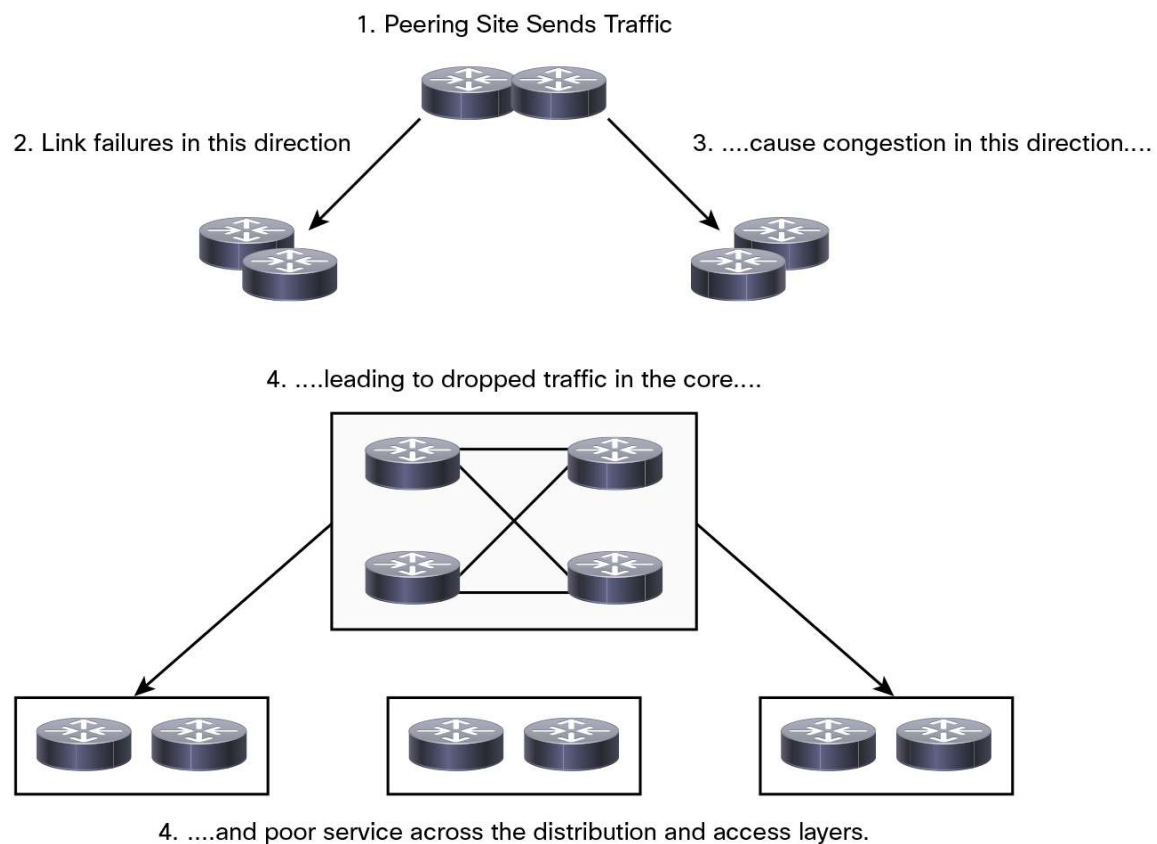 1. Peering Site Sends Traffic
2. Link failures in this direction
3. ....cause congestion in this direction....
4. ....leading to dropped traffic in the core....
4. ....and poor service across the distribution and access layers.